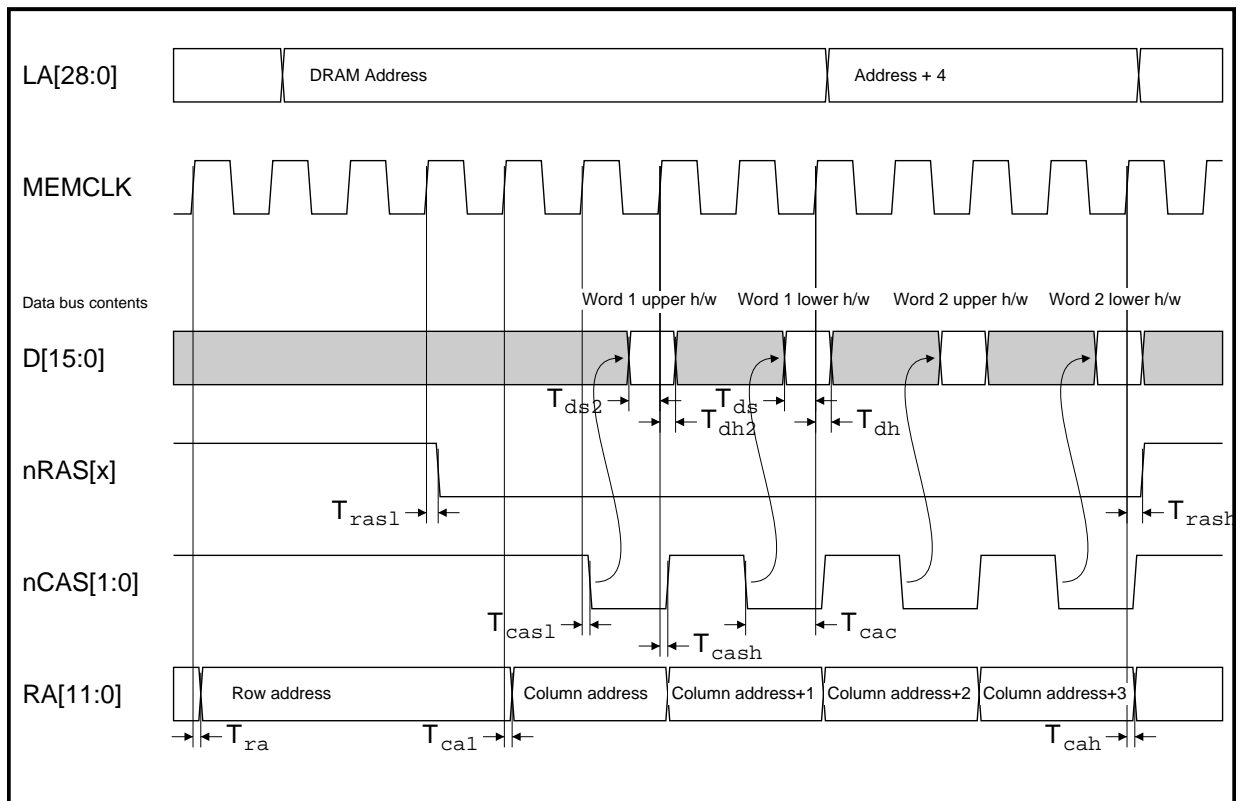 LA[28:0]
DRAM Address
Address + 4
MEMCLK
Data bus contents
Word 1 upper h/w
Word 1 lower h/w
Word 2 upper h/w
Word 2 lower h/w
D[15:0]
Tds2
Tds
Tdh2
Tdh
nRAS[x]
Trasl
Trash
nCAS[1:0]
Tcasl
Tcash
Tcac
RA[11:0]
Row address
Column address
Column address+1
Column address+2
Column address+3
Tra
Tcal
Tcah